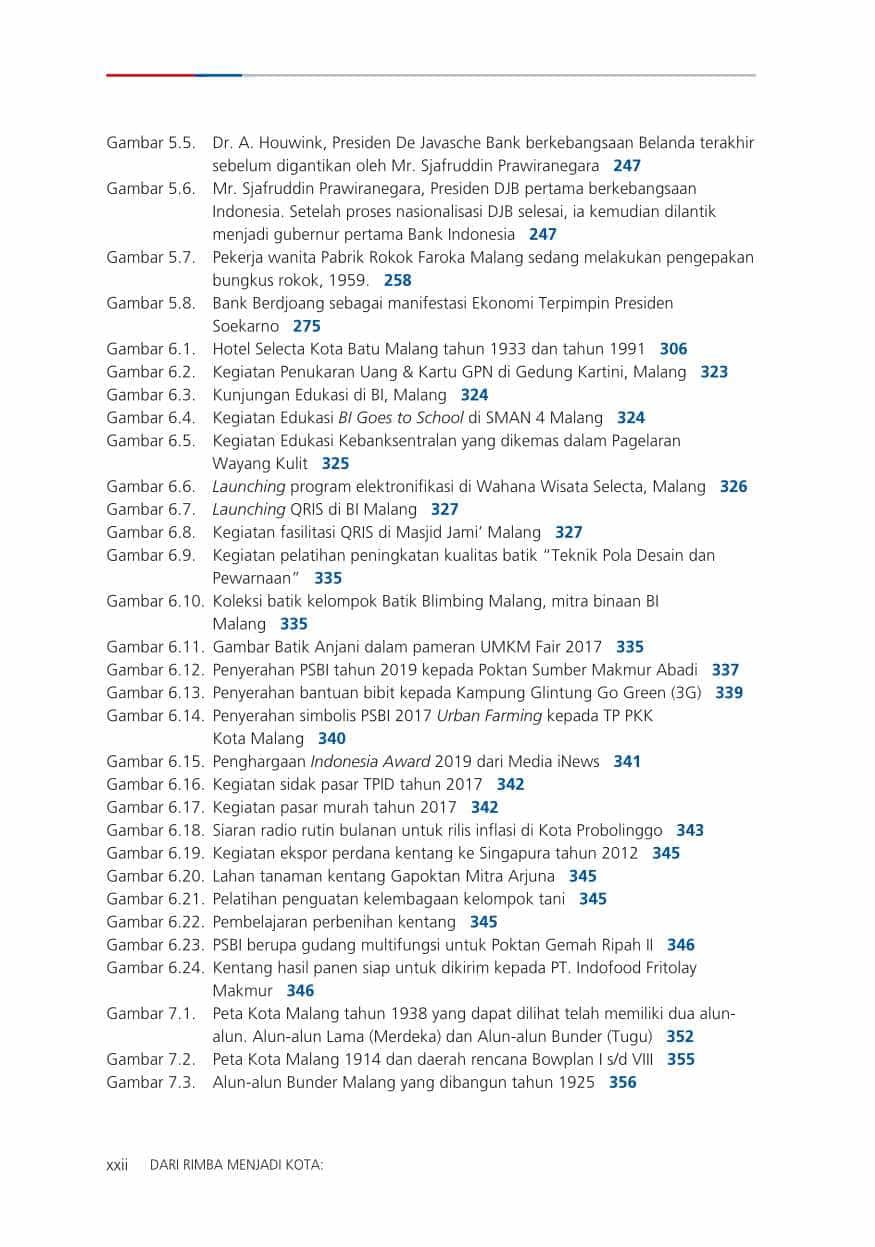 Gambar 5.5. Dr. A. Houwink, Presiden De Javasche Bank berkebangsaan Belanda terakhir
sebelum digantikan oleh Mr. Sjafruddin Prawiranegara 247
Gambar 5.6. Mr. Sjafruddin Prawiranegara, Presiden DJB pertama berkebangsaan
Indonesia. Setelah proses nasionalisasi DJB selesai, ia kemudian dilantik
menjadi gubernur pertama Bank Indonesia 247
Gambar 5.7. Pekerja wanita Pabrik Rokok Faroka Malang sedang melakukan pengepakan
bungkus rokok, 1959. 258
Gambar 5.8. Bank Berdjoang sebagai manifestasi Ekonomi Terpimpin Presiden
Soekarno 275
Gambar 6.1. Hotel Selecta Kota Batu Malang tahun 1933 dan tahun 1991 306
Gambar 6.2. Kegiatan Penukaran Uang & Kartu GPN di Gedung Kartini, Malang 323
Gambar 6.3. Kunjungan Edukasi di BI, Malang 324
Gambar 6.4. Kegiatan Edukasi BI Goes to School di SMAN 4 Malang 324
Gambar 6.5. Kegiatan Edukasi Kebanksentralan yang dikemas dalam Pagelaran
Wayang Kulit 325
Gambar 6.6. Launching program elektronifikasi di Wahana Wisata Selecta, Malang 326
Gambar 6.7. Launching QRIS di BI Malang 327
Gambar 6.8. Kegiatan fasilitasi QRIS di Masjid Jami’ Malang 327
Gambar 6.9. Kegiatan pelatihan peningkatan kualitas batik “Teknik Pola Desain dan
Pewarnaan” 335
Gambar 6.10. Koleksi batik kelompok Batik Blimbing Malang, mitra binaan BI
Malang 335
Gambar 6.11. Gambar Batik Anjani dalam pameran UMKM Fair 2017 335
Gambar 6.12. Penyerahan PSBI tahun 2019 kepada Poktan Sumber Makmur Abadi 337
Gambar 6.13. Penyerahan bantuan bibit kepada Kampung Glintung Go Green (3G) 339
Gambar 6.14. Penyerahan simbolis PSBI 2017 Urban Farming kepada TP PKK
Kota Malang 340
Gambar 6.15. Penghargaan Indonesia Award 2019 dari Media iNews 341
Gambar 6.16. Kegiatan sidak pasar TPID tahun 2017 342
Gambar 6.17. Kegiatan pasar murah tahun 2017 342
Gambar 6.18. Siaran radio rutin bulanan untuk rilis inflasi di Kota Probolinggo 343
Gambar 6.19. Kegiatan ekspor perdana kentang ke Singapura tahun 2012 345
Gambar 6.20. Lahan tanaman kentang Gapoktan Mitra Arjuna 345
Gambar 6.21. Pelatihan penguatan kelembagaan kelompok tani 345
Gambar 6.22. Pembelajaran perbenihan kentang 345
Gambar 6.23. PSBI berupa gudang multifungsi untuk Poktan Gemah Ripah II 346
Gambar 6.24. Kentang hasil panen siap untuk dikirim kepada PT. Indofood Fritolay
Makmur 346
Gambar 7.1. Peta Kota Malang tahun 1938 yang dapat dilihat telah memiliki dua alun-
alun. Alun-alun Lama (Merdeka) dan Alun-alun Bunder (Tugu) 352
Gambar 7.2. Peta Kota Malang 1914 dan daerah rencana Bowplan I s/d VIII 355
Gambar 7.3. Alun-alun Bunder Malang yang dibangun tahun 1925 356
xxii DARI RIMBA MENJADI KOTA: